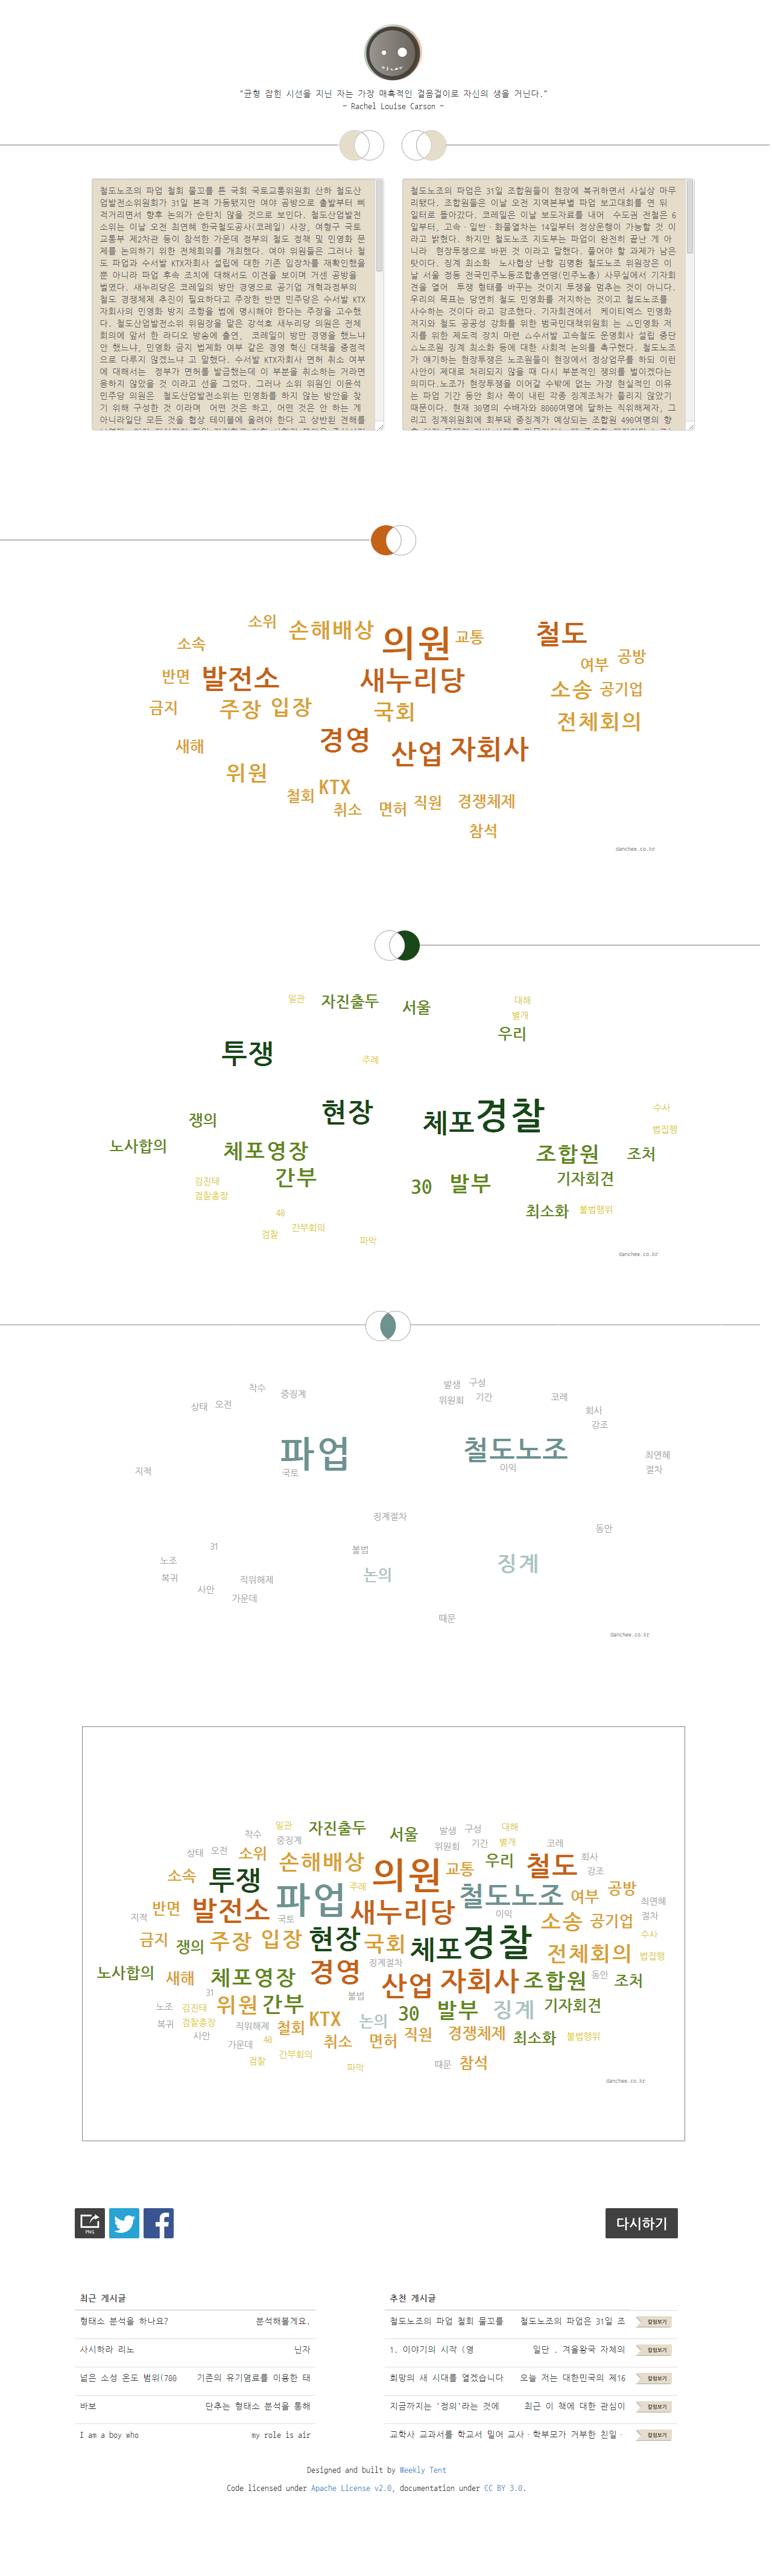 "균형 잡힌 시선을 지닌 자는 가장 매혹적인 걸음걸이로 자신의 생을 거닌다."
- Rachel Louise Carson -
철도노조의 파업 철회 물꼬를 튼 국회 국토교통위원회 산하 철도산
업발전소위원회가 31일 본격 가동됐지만 여야 공방으로 출발부터 삐
걱거리면서 향후 논의가 순탄치 않을 것으로 보인다. 철도산업발전
소위는 이날 오전 최연혜 한국철도공사(코레일) 사장, 여형구 국토
교통부 제2차관 등이 참석한 가운데 정부의 철도 정책 및 민영화 문
제를 논의하기 위한 전체회의를 개최했다. 여야 위원들은 그러나 철
도 파업과 수서발 KTX자회사 설립에 대한 기존 입장차를 재확인했을
뿐 아니라 파업 후속 조치에 대해서도 이견을 보이며 거센 공방을
벌였다. 새누리당은 코레일의 방만 경영으로 공기업 개혁과정부의
철도 경쟁체제 추진이 필요하다고 주장한 반면 민주당은 수서발 KTX
자회사의 민영화 방지 조항을 법에 명시해야 한다는 주장을 고수했
다. 철도산업발전소위 위원장을 맡은 강석호 새누리당 의원은 전체
회의에 앞서 한 라디오 방송에 출연, 코레일이 방만 경영을 했느냐
안 했느냐, 민영화 금지 법제화 여부 같은 경영 혁신 대책을 중점적
으로 다루지 않겠느냐 고 말했다. 수서발 KTX자회사 면허 취소 여부
에 대해서는 정부가 면허를 발급했는데 이 부분을 취소하는 거라면
응하지 않았을 것 이라고 선을 그었다. 그러나 소위 위원인 이윤석
민주당 의원은 철도산업발전소위는 민영화를 하지 않는 방안을 찾
기 위해 구성한 것 이라며 어떤 것은 하고, 어떤 것은 안 하는 게
아니라일단 모든 것을 협상 테이블에 올려야 한다 고 상반된 견해를
철도노조의 파업은 31일 조합원들이 현장에 복귀하면서 사실상 마무
리됐다. 조합원들은 이날 오전 지역본부별 파업 보고대회를 연 뒤
일터로 돌아갔다. 코레일은 이날 보도자료를 내어 수도권 전철은 6
일부터, 고속·일반·화물열차는 14일부터 정상운행이 가능할 것 이
라고 밝혔다. 하지만 철도노조 지도부는 파업이 완전히 끝난 게 아
니라 현장투쟁으로 바뀐 것 이라고 말했다. 풀어야 할 과제가 남은
탓이다. 징계 최소화 노사협상 난항 김명환 철도노조 위원장은 이
날 서울 정동 전국민주노동조합총연맹(민주노총) 사무실에서 기자회
견을 열어 투쟁 형태를 바꾸는 것이지 투쟁을 멈추는 것이 아니다.
우리의 목표는 당연히 철도 민영화를 저지하는 것이고 철도노조를
사수하는 것이다 라고 강조했다. 기자회견에서 케이티엑스 민영화
저지와 철도 공공성 강화를 위한 범국민대책위원회 는 △민영화 저
지를 위한 제도적 장치 마련 △수서발 고속철도 운영회사 설립 중단
△노조원 징계 최소화 등에 대한 사회적 논의를 촉구했다. 철도노조
가 얘기하는 현장투쟁은 노조원들이 현장에서 정상업무를 하되 이런
사안이 제대로 처리되지 않을 때 다시 부분적인 쟁의를 벌이겠다는
의미다.노조가 현장투쟁을 이어갈 수밖에 없는 가장 현실적인 이유
는 파업 기간 동안 회사 쪽이 내린 각종 징계조처가 풀리지 않았기
때문이다. 현재 30명의 수배자와 8000여명에 달하는 직위해제자, 그
리고 징계위원회에 회부돼 중징계가 예상되는 조합원 490여명의 향
소위 손해배상 의원 교통 철도
소속 여부 공방
반면 발전소 새누리당 소송 공기업
금지 주장 입장 국회 전체회의
새해 경영 산업 자회사
위원 철회 KTX 취소 면허 직원 경쟁체제
참석
danchee.co.kr
일관 자진출두 서울 대해
별개
우리
투쟁 주례
현장 체포 경찰 수사
쟁의 법집행
노사합의 체포영장 조합원 조처
김진태 간부 30 발부 기자회견
검찰총장 최소화 불법행위
40
검찰 간부회의 파악
danchee.co.kr
착수 중징계 발생 구성
상태 오전 위원회 기간 코레 회사
강조
파업 철도노조 최연혜
지적 국토 이익 절차
징계절차 동안
31 불법
노조 징계
복귀 직위해제 논의
사안 가운데
때문
danchee.co.kr
일관 자진출두 서울 발생 구성 대해
착수 중징계 위원회 기간 별개 코레
상태 오전 소위 손해배상 의원 교통 우리 철도 회사
소속 투쟁 강조
반면 발전소 파업 주례 새누리당 철도노조 여부 공방 최연혜
지적 국토 이익 소송 공기업 절차
금지 쟁의 주장 입장 현장 국회 체포 경찰 전체회의 수사
법집행
노사합의 새해 체포영장 경영 징계절차 산업 자회사 조합원 동안 조처
31 불법
노조 김진태 위원 간부 KTX 논의 30 발부 징계 기자회견
복귀 검찰총장 직위해제 철회 직원 경쟁체제 최소화 불법행위
사안 가운데 40 취소 면허
검찰 간부회의 파악 때문 참석
danchee.co.kr
PNG
다시하기
최근 게시글
형태소 분석을 하나요? 분석해볼게요.
사시하라 리노 닌자
넓은 소성 온도 범위(700 기존의 유기염료를 이용한 태
바보 단추는 형태소 분석을 통해
I am a boy who my role is air
추천 게시글
철도노조의 파업 철회 물꼬를 철도노조의 파업은 31일 조 칼럼보기
1. 이야기의 시작 (영 일단 . 겨울왕국 자체의 칼럼보기
희망의 새 시대를 열겠습니다 오늘 저는 대한민국의 제16 칼럼보기
지금까지는 '정의'라는 것에 최근 이 책에 대한 관심이 칼럼보기
교학사 교과서를 학교서 밀어 교사·학부모가 거부한 친일· 칼럼보기
Designed and built by Weekly Tent
Code licensed under Apache License v2.0, documentation under CC BY 3.0.